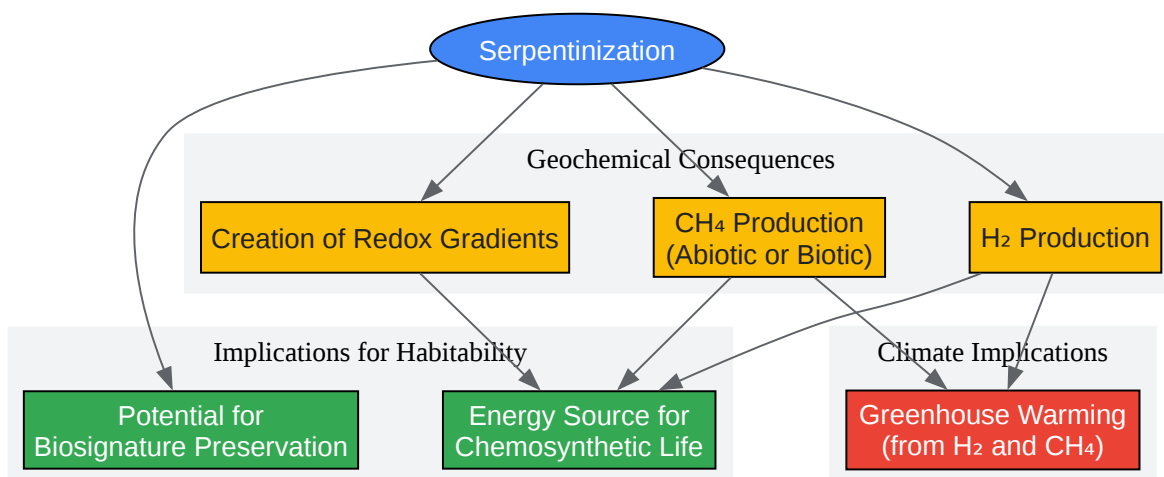 Serpentinization
Geochemical Consequences
Creation of Redox Gradients
CH₄ Production
(Abiotic or Biotic)
H₂ Production
Implications for Habitability
Climate Implications
Potential for
Biosignature Preservation
Energy Source for
Chemosynthetic Life
Greenhouse Warming
(from H₂ and CH₄)